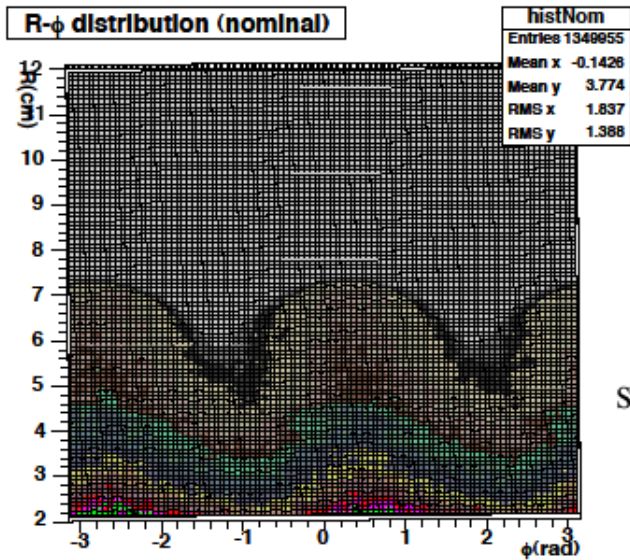 R-ϕ distribution (nominal)
histNom
Entries 1349955
Mean x -0.1426
Mean y 3.774
RMS x 1.837
RMS y 1.388
R(cm)
12
11
10
9
8
7
6
5
4
3
2
-3 -2 -1 0 1 2 3
ϕ(rad)
S